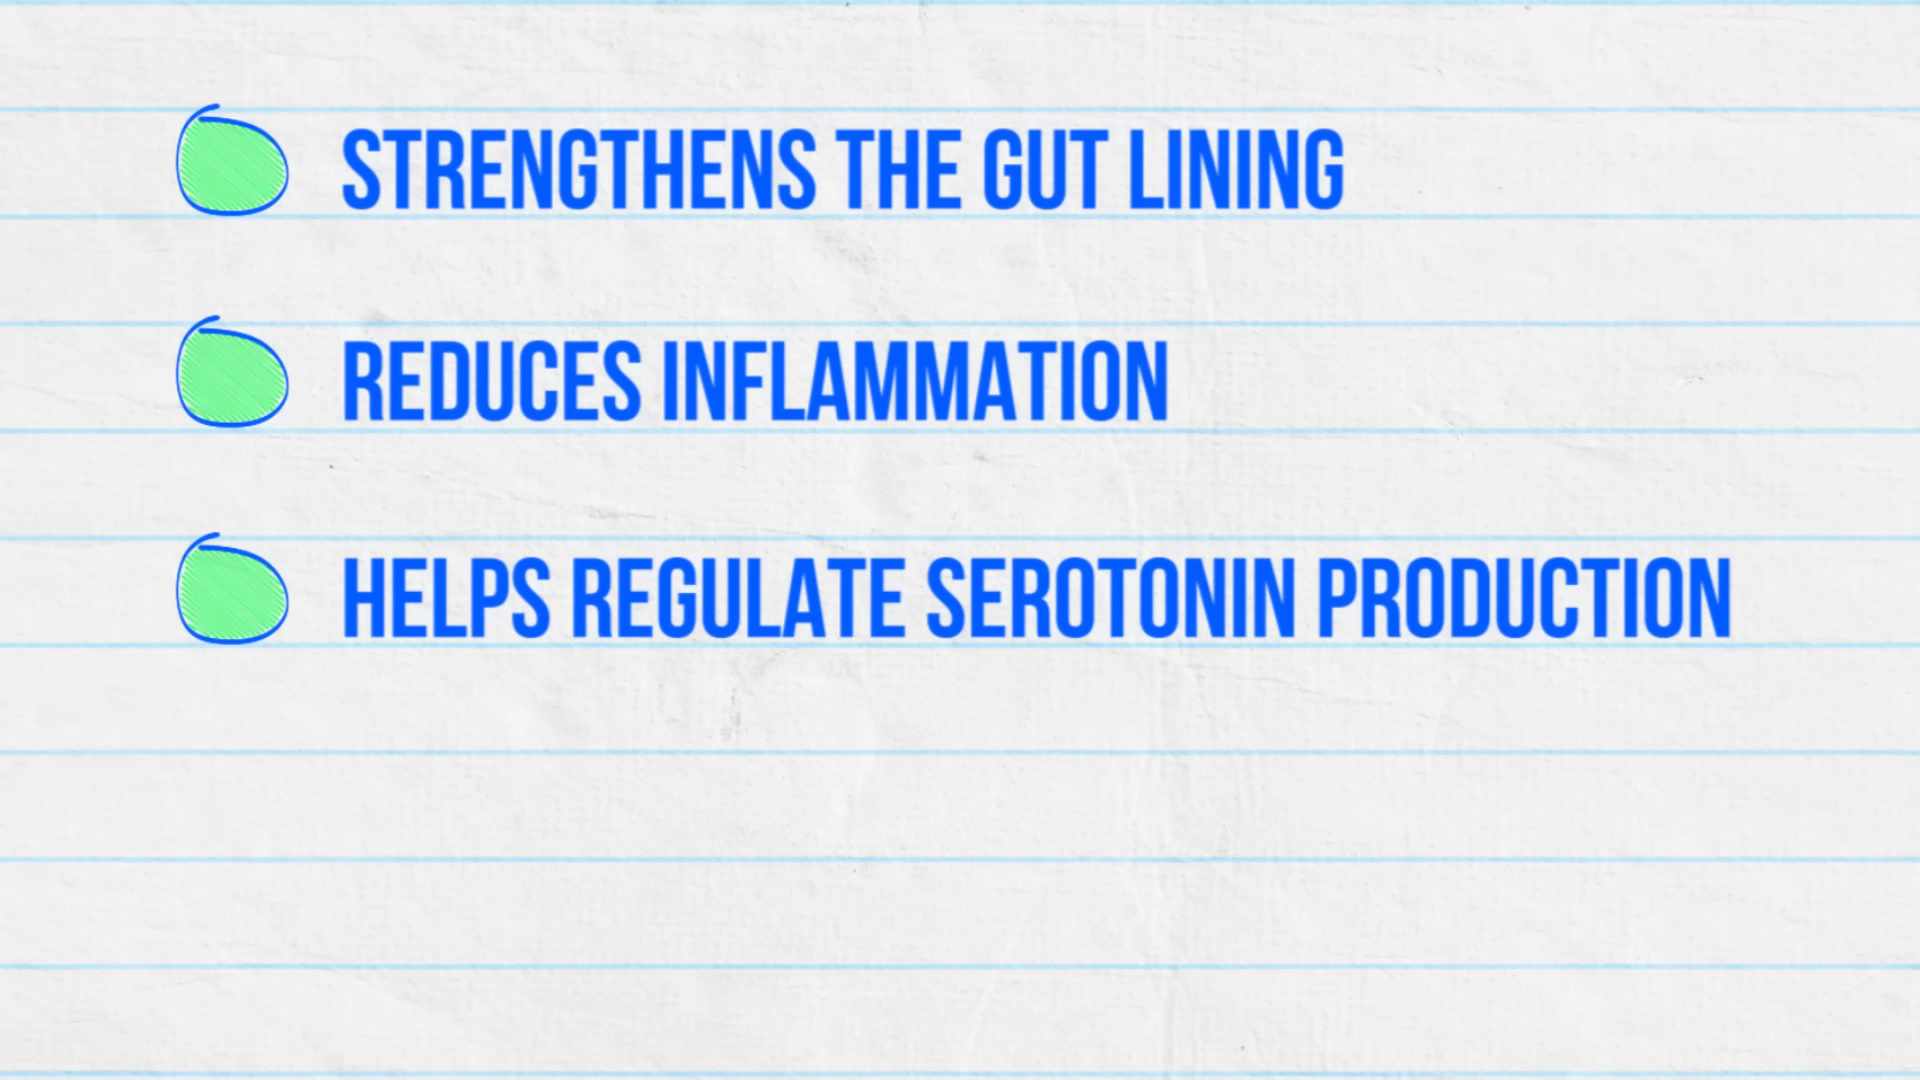 STRENGTHENS THE GUT LINING
REDUCES INFLAMMATION
HELPS REGULATE SEROTONIN PRODUCTION